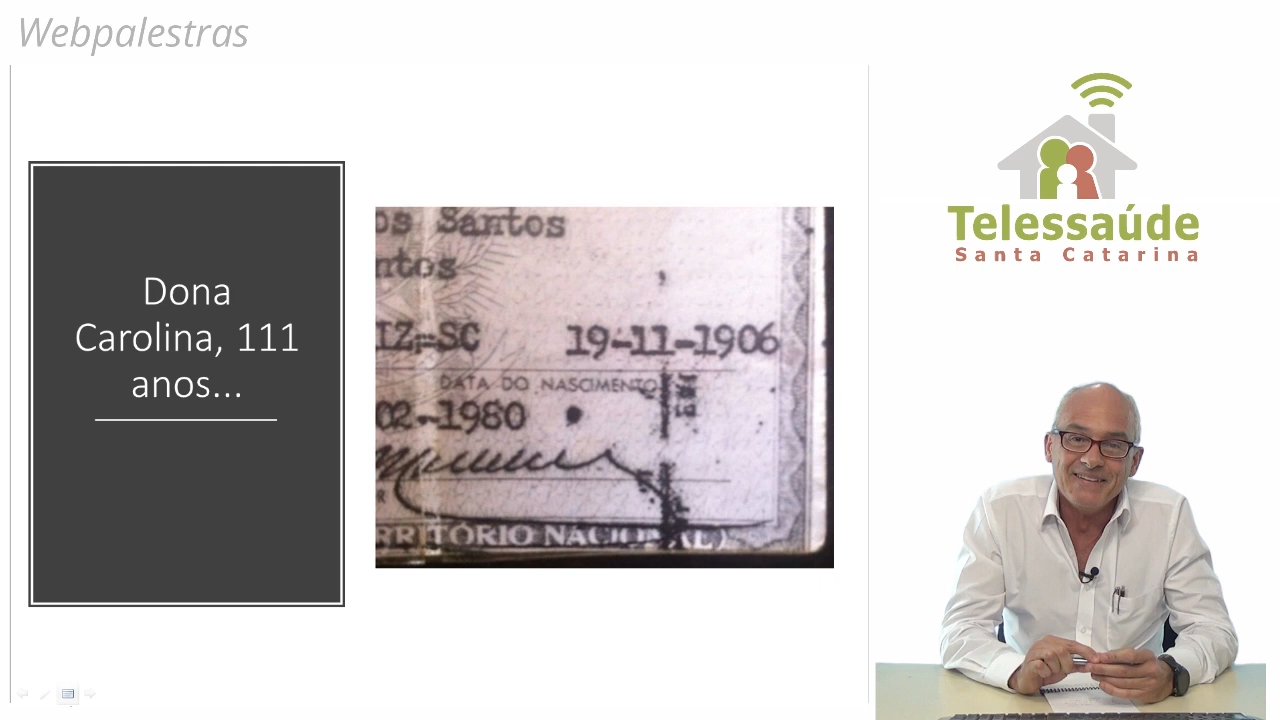 Webpalestras
Dona
Carolina, 111
anos...
os Santos
ntos
IZ=SC 19-11-1906
DATA DO NASCIMENTO
02-1980
RRITÓRIO NACIONAL)
Telessaúde
Santa Catarina